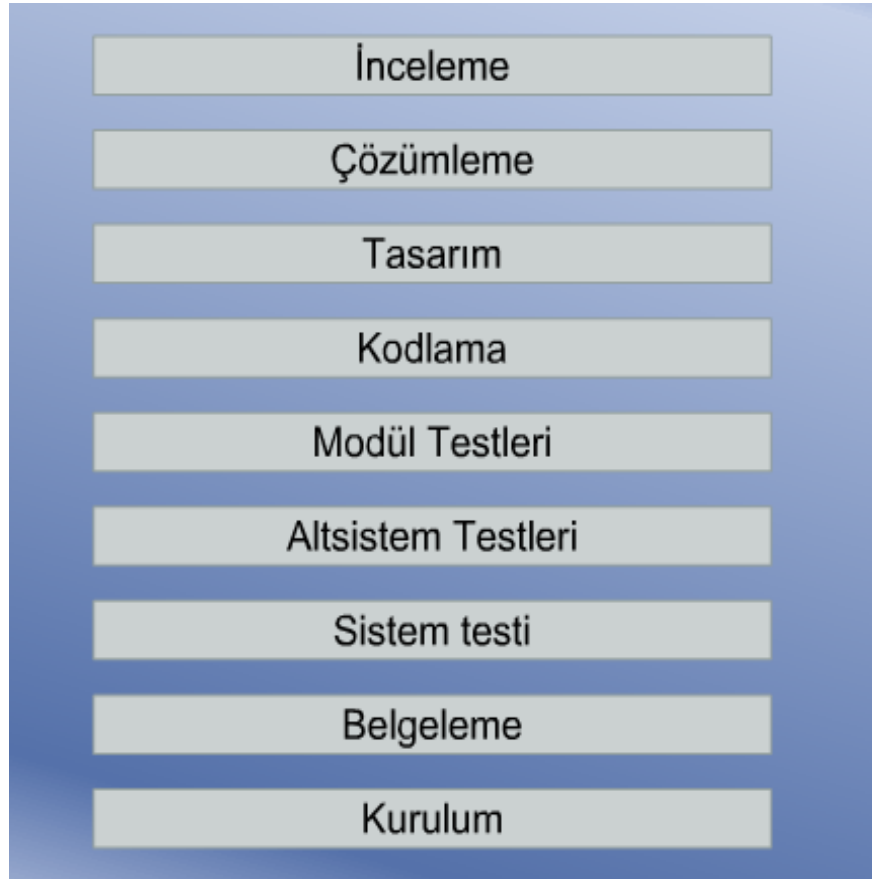 İnceleme
Çözümleme
Tasarım
Kodlama
Modül Testleri
Altsistem Testleri
Sistem testi
Belgeleme
Kurulum